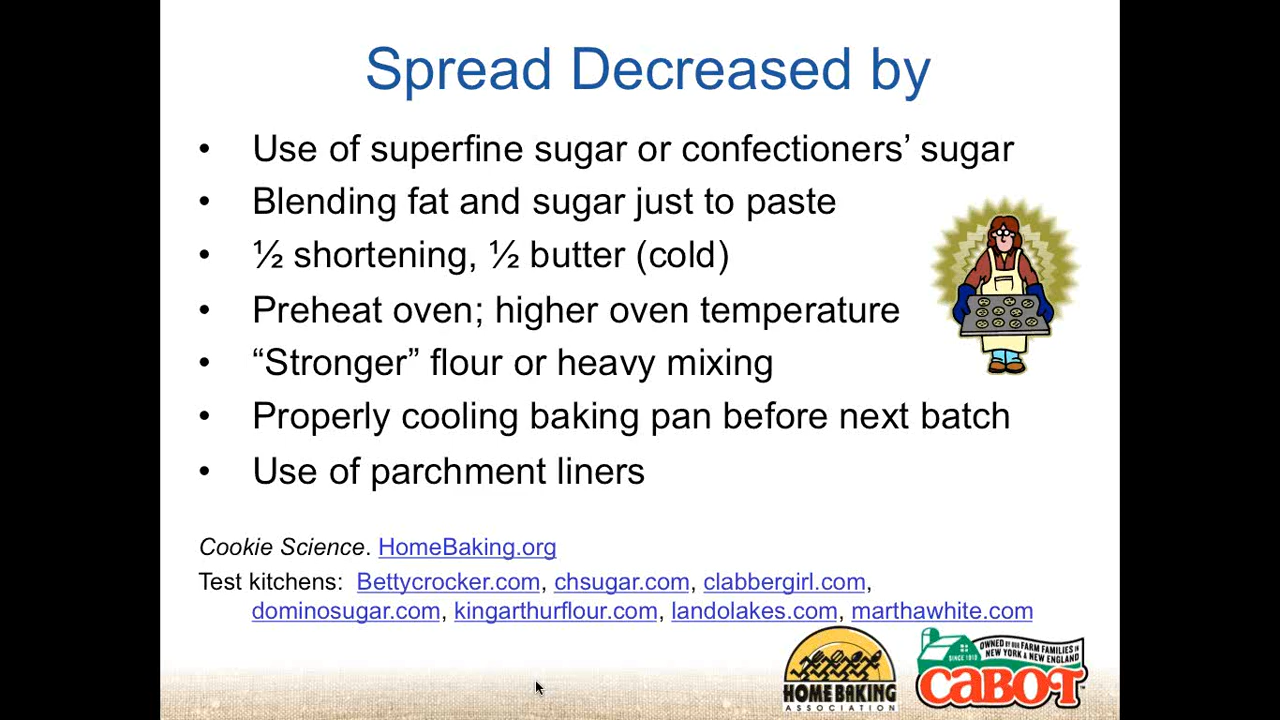 Spread Decreased by
• Use of superfine sugar or confectioners’ sugar
• Blending fat and sugar just to paste
• ½ shortening, ½ butter (cold)
• Preheat oven; higher oven temperature
• “Stronger” flour or heavy mixing
• Properly cooling baking pan before next batch
• Use of parchment liners
Cookie Science. HomeBaking.org
Test kitchens: Bettycrocker.com, chsugar.com, clabbergirl.com,
dominosugar.com, kingarthurflour.com, landolakes.com, marthawhite.com
HOME BAKING
ASSOCIATION
SINCE 1919
OWNED BY OUR FARM FAMILIES IN
NEW YORK & NEW ENGLAND
CABOT